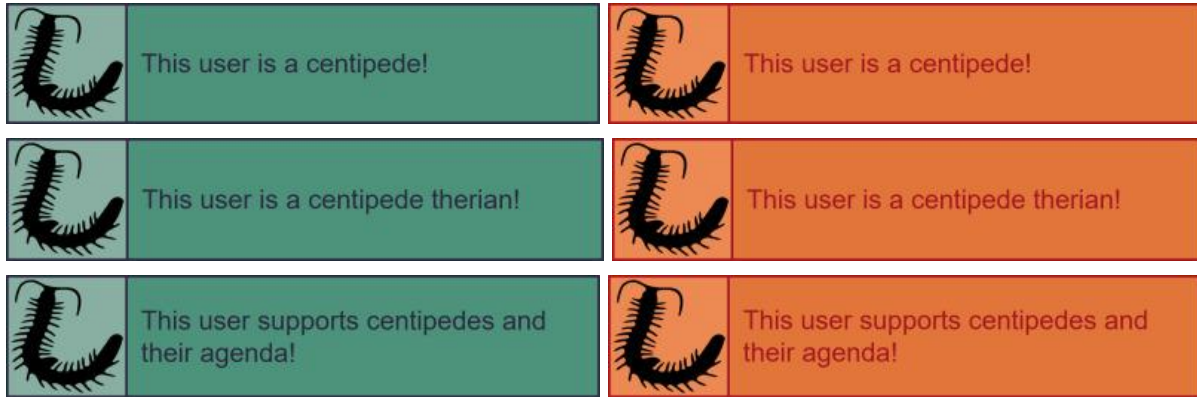 This user is a centipede!
This user is a centipede!
This user is a centipede therian!
This user is a centipede therian!
This user supports centipedes and
their agenda!
This user supports centipedes and
their agenda!